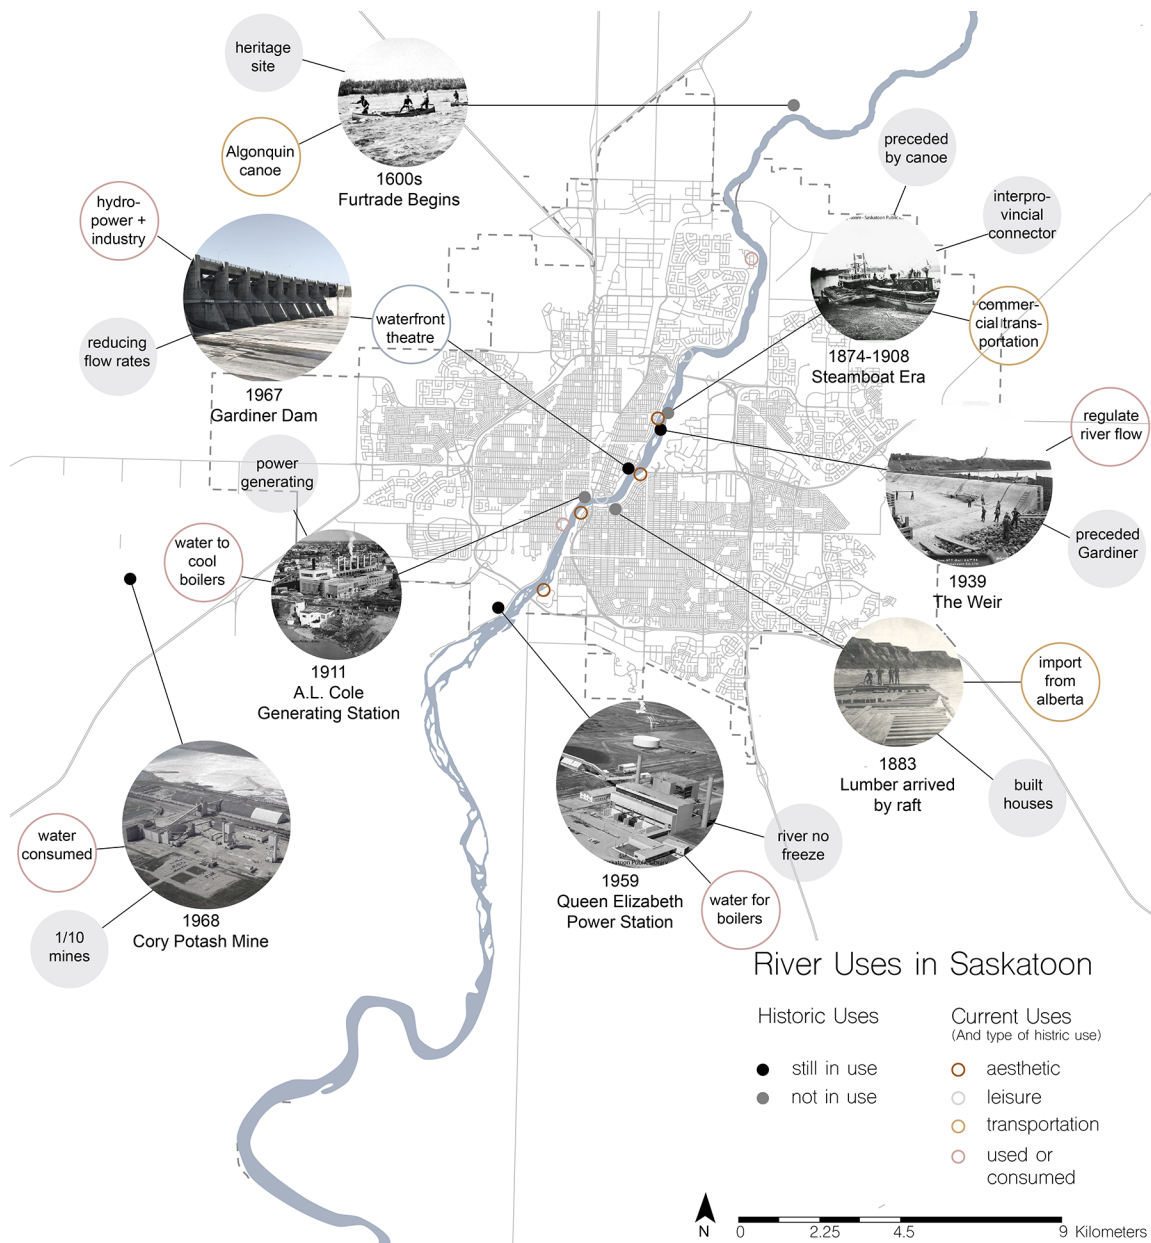 heritage
site
Algonquin
canoe
1600s
Furtrade Begins
preceded
by canoe
interpro-
vincial
connector
hydro-
power +
industry
waterfront
theatre
commer-
cial trans-
portation
reducing
flow rates
1874-1908
Steamboat Era
1967
Gardiner Dam
regulate
river flow
power
generating
preceded
Gardiner
water to
cool
boilers
1939
The Weir
1911
A.L. Cole
Generating Station
import
from
alberta
1883
Lumber arrived
by raft
built
houses
water
consumed
river no
freeze
1959
Queen Elizabeth
Power Station
water for
boilers
1968
Cory Potash Mine
1/10
mines
River Uses in Saskatoon
Historic Uses
still in use
not in use
Current Uses
(And type of histric use)
aesthetic
leisure
transportation
used or
consumed
N
0 2.25 4.5 9 Kilometers